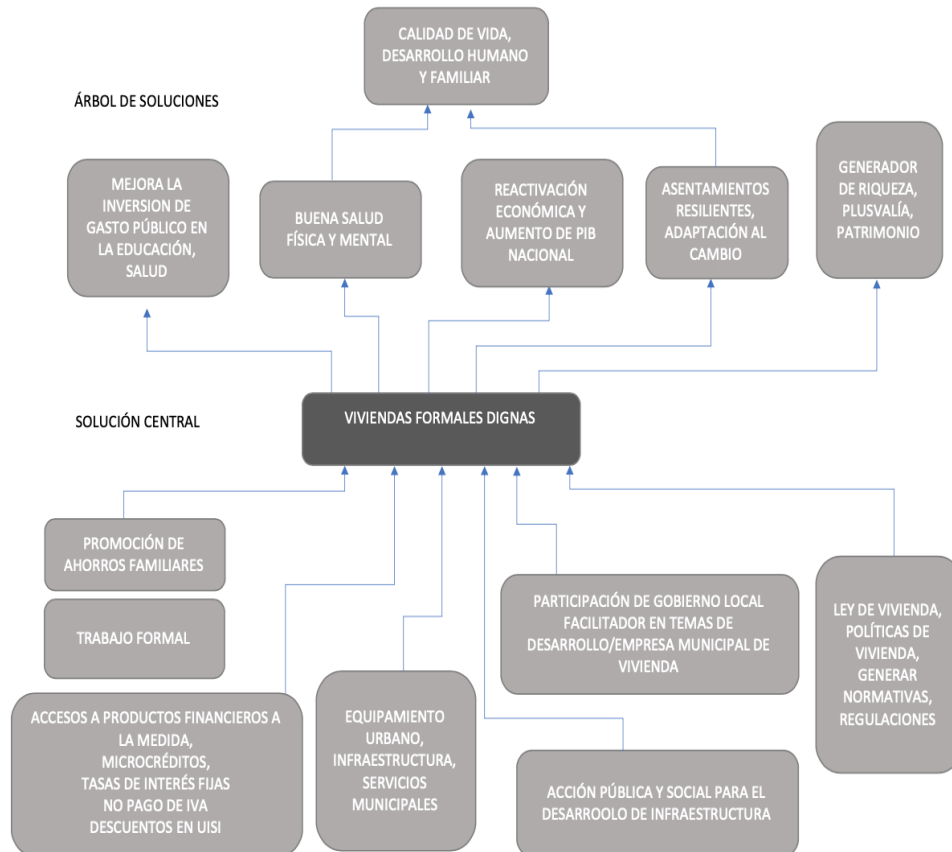 CALIDAD DE VIDA,
DESARROLLO HUMANO
Y FAMILIAR
ÁRBOL DE SOLUCIONES
MEJORA LA
INVERSION DE
GASTO PÚBLICO EN
LA EDUCACIÓN,
SALUD
BUENA SALUD
FÍSICA Y MENTAL
REACTIVACIÓN
ECONÓMICA Y
AUMENTO DE PIB
NACIONAL
ASENTAMIENTOS
RESILIENTES,
ADAPTACIÓN AL
CAMBIO
GENERADOR
DE RIQUEZA,
PLUSVALÍA,
PATRIMONIO
SOLUCIÓN CENTRAL
VIVIENDAS FORMALES DIGNAS
PROMOCIÓN DE
AHORROS FAMILIARES
TRABAJO FORMAL
ACCESOS A PRODUCTOS FINANCIEROS A
LA MEDIDA,
MICROCRÉDITOS,
TASAS DE INTERÉS FIJAS
NO PAGO DE IVA
DESCUENTOS EN UISI
EQUIPAMIENTO
URBANO,
INFRAESTRUCTURA,
SERVICIOS
MUNICIPALES
PARTICIPACIÓN DE GOBIERNO LOCAL
FACILITADOR EN TEMAS DE
DESARROLLO/EMPRESA MUNICIPAL DE
VIVIENDA
ACCIÓN PÚBLICA Y SOCIAL PARA EL
DESARROOLO DE INFRAESTRUCTURA
LEY DE VIVIENDA,
POLÍTICAS DE
VIVIENDA,
GENERAR
NORMATIVAS,
REGULACIONES